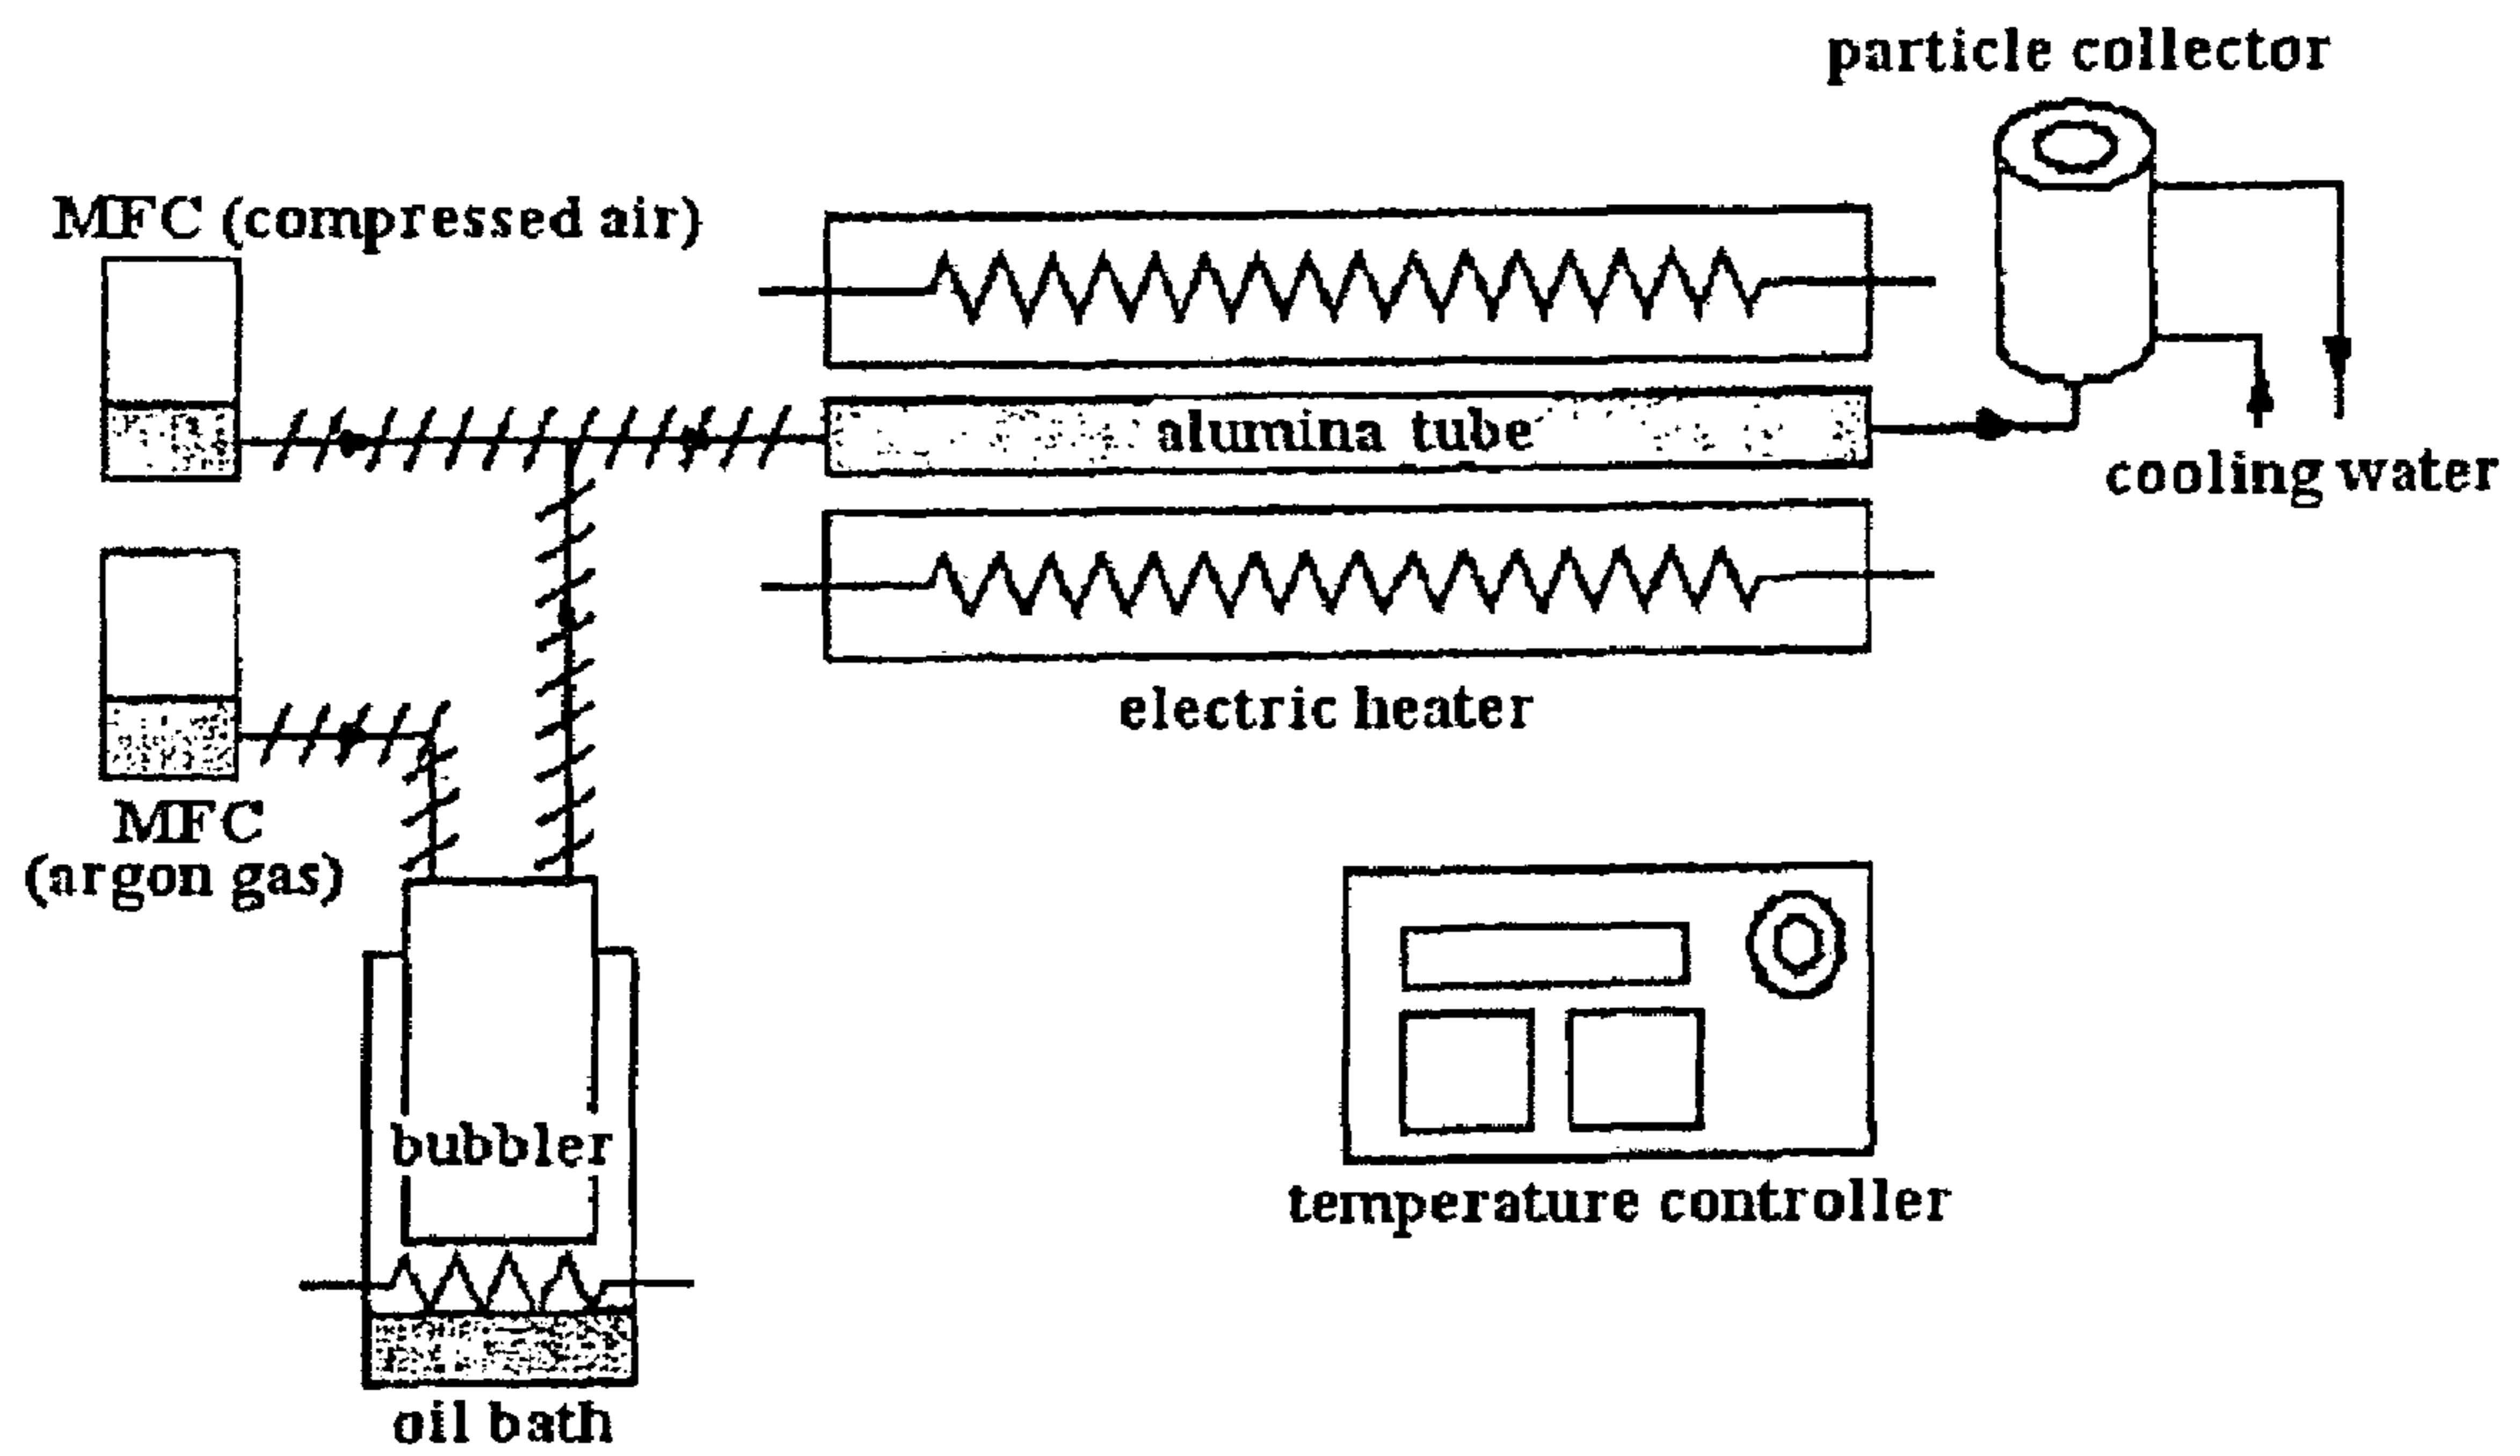 particle collector
MFC (compressed air)
alumina tube
cooling water
electric heater
MFC
(argon gas)
bubbler
temperature controller
oil bath